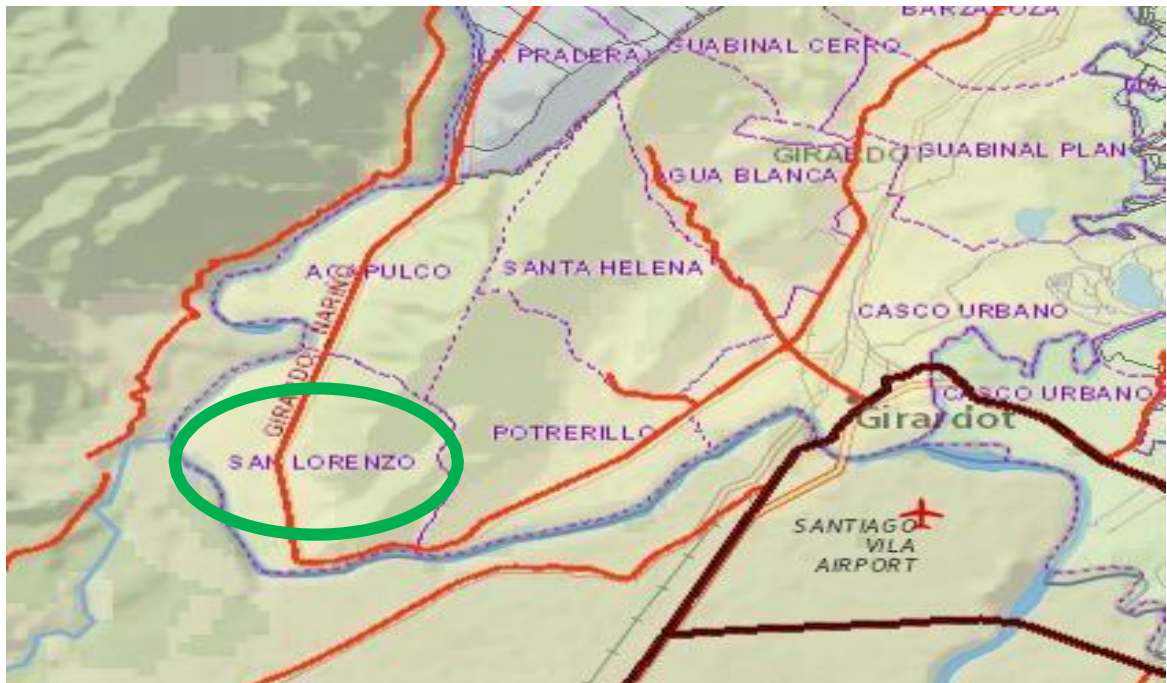 BARZALOZA
LA PRADERA
GUABINAL CERRO
GIRARDOT
GUABINAL PLAN
AGUA BLANCA
ACAPULCO
SANTA HELENA
GIRARDOT NARIÑO
CASCO URBANO
CASCO URBANO
Girardot
POTRERILLO
SAN LORENZO
SANTIAGO
VILA
AIRPORT